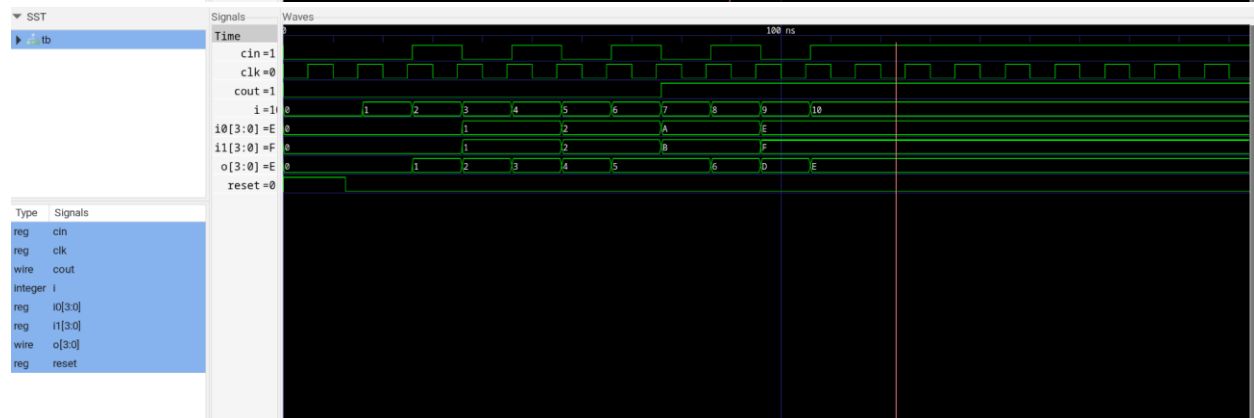 SST
tb
Type Signals
reg cin
reg clk
wire cout
integer i
reg i0[3:0]
reg i1[3:0]
wire o[3:0]
reg reset
Signals
Time
cin=1
clk=0
cout=1
i=1
i0[3:0]=E
i1[3:0]=F
o[3:0]=E
reset=0
Waves
0 100 ns
0 1 2 3 4 5 6 7 8 9 10
0 1 2 A E
0 1 2 B F
0 1 2 3 4 5 6 D E